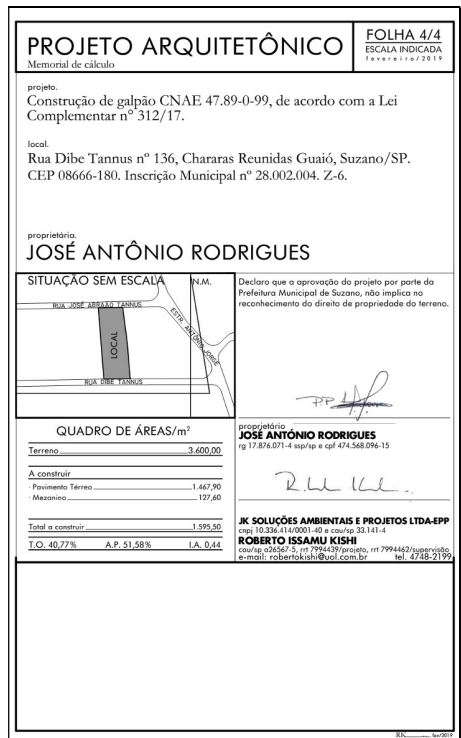 PROJETO ARQUITETÔNICO
Memorial de cálculo
FOLHA 4/4
ESCALA INDICADA
fevereiro/2019
projeto.
Construção de galpão CNAE 47.89-0-99, de acordo com a Lei
Complementar n° 312/17.
local.
Rua Dibe Tannus nº 136, Chararas Reunidas Guaió, Suzano/SP.
CEP 08666-180. Inscrição Municipal nº 28.002.004. Z-6.
proprietária.
JOSÉ ANTÔNIO RODRIGUES
SITUAÇÃO SEM ESCALA
N.M.
RUA JOSÉ ABRAÃO TANNUS
ESTR. ANTÔNIA JORGE
LOCAL
RUA DIBE TANNUS
Declaro que a aprovação do projeto por parte da
Prefeitura Municipal de Suzano, não implica no
reconhecimento do direito de propriedade do terreno.
PP
proprietário
JOSÉ ANTÓNIO RODRIGUES
rg 17.876.071-4 ssp/sp e cpf 474.568.096-15
QUADRO DE ÁREAS/m²
Terreno 3.600,00
A construir
· Pavimento Térreo 1.467,90
· Mezanino 127,60
Total a construir 1.595,50
T.O. 40,77% A.P. 51,58% I.A. 0,44
JK SOLUÇÕES AMBIENTAIS E PROJETOS LTDA-EPP
cnpj 10.336.414/0001-40 e cau/sp 33.141-4
ROBERTO ISSAMU KISHI
cau/sp a26567-5, rrt 7994439/projeto, rrt 7994462/supervisão
e-mail: robertokishi@uol.com.br tel. 4748-2199
RK fev/2019